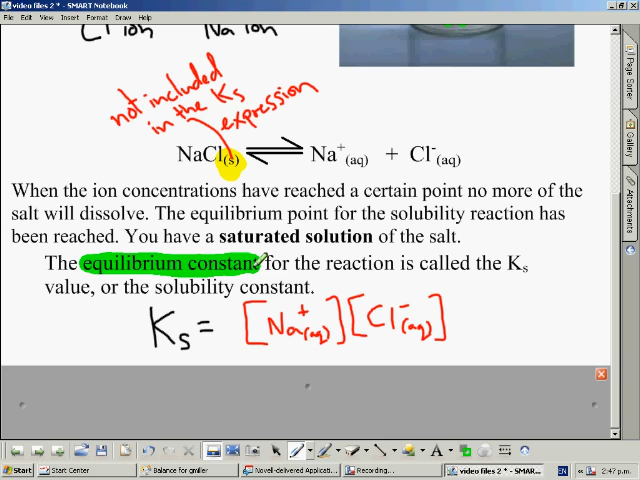 video files 2 * - SMART Notebook
File Edit View Insert Format Draw Help
Cl ion Na ion
not included
in the Ks
expression
NaCl(s) ⇌ Na⁺(aq) + Cl⁻(aq)
When the ion concentrations have reached a certain point no more of the
salt will dissolve. The equilibrium point for the solubility reaction has
been reached. You have a saturated solution of the salt.
The equilibrium constant for the reaction is called the Ks
value, or the solubility constant.
Ks = [Na⁺(aq)][Cl⁻(aq)]
Page Sorter
Gallery
Attachments
Start
Start Center
Balance for gmiller
Novell-delivered Applicati...
Recording...
video files 2 * - SM...
EN
2:47 p.m.